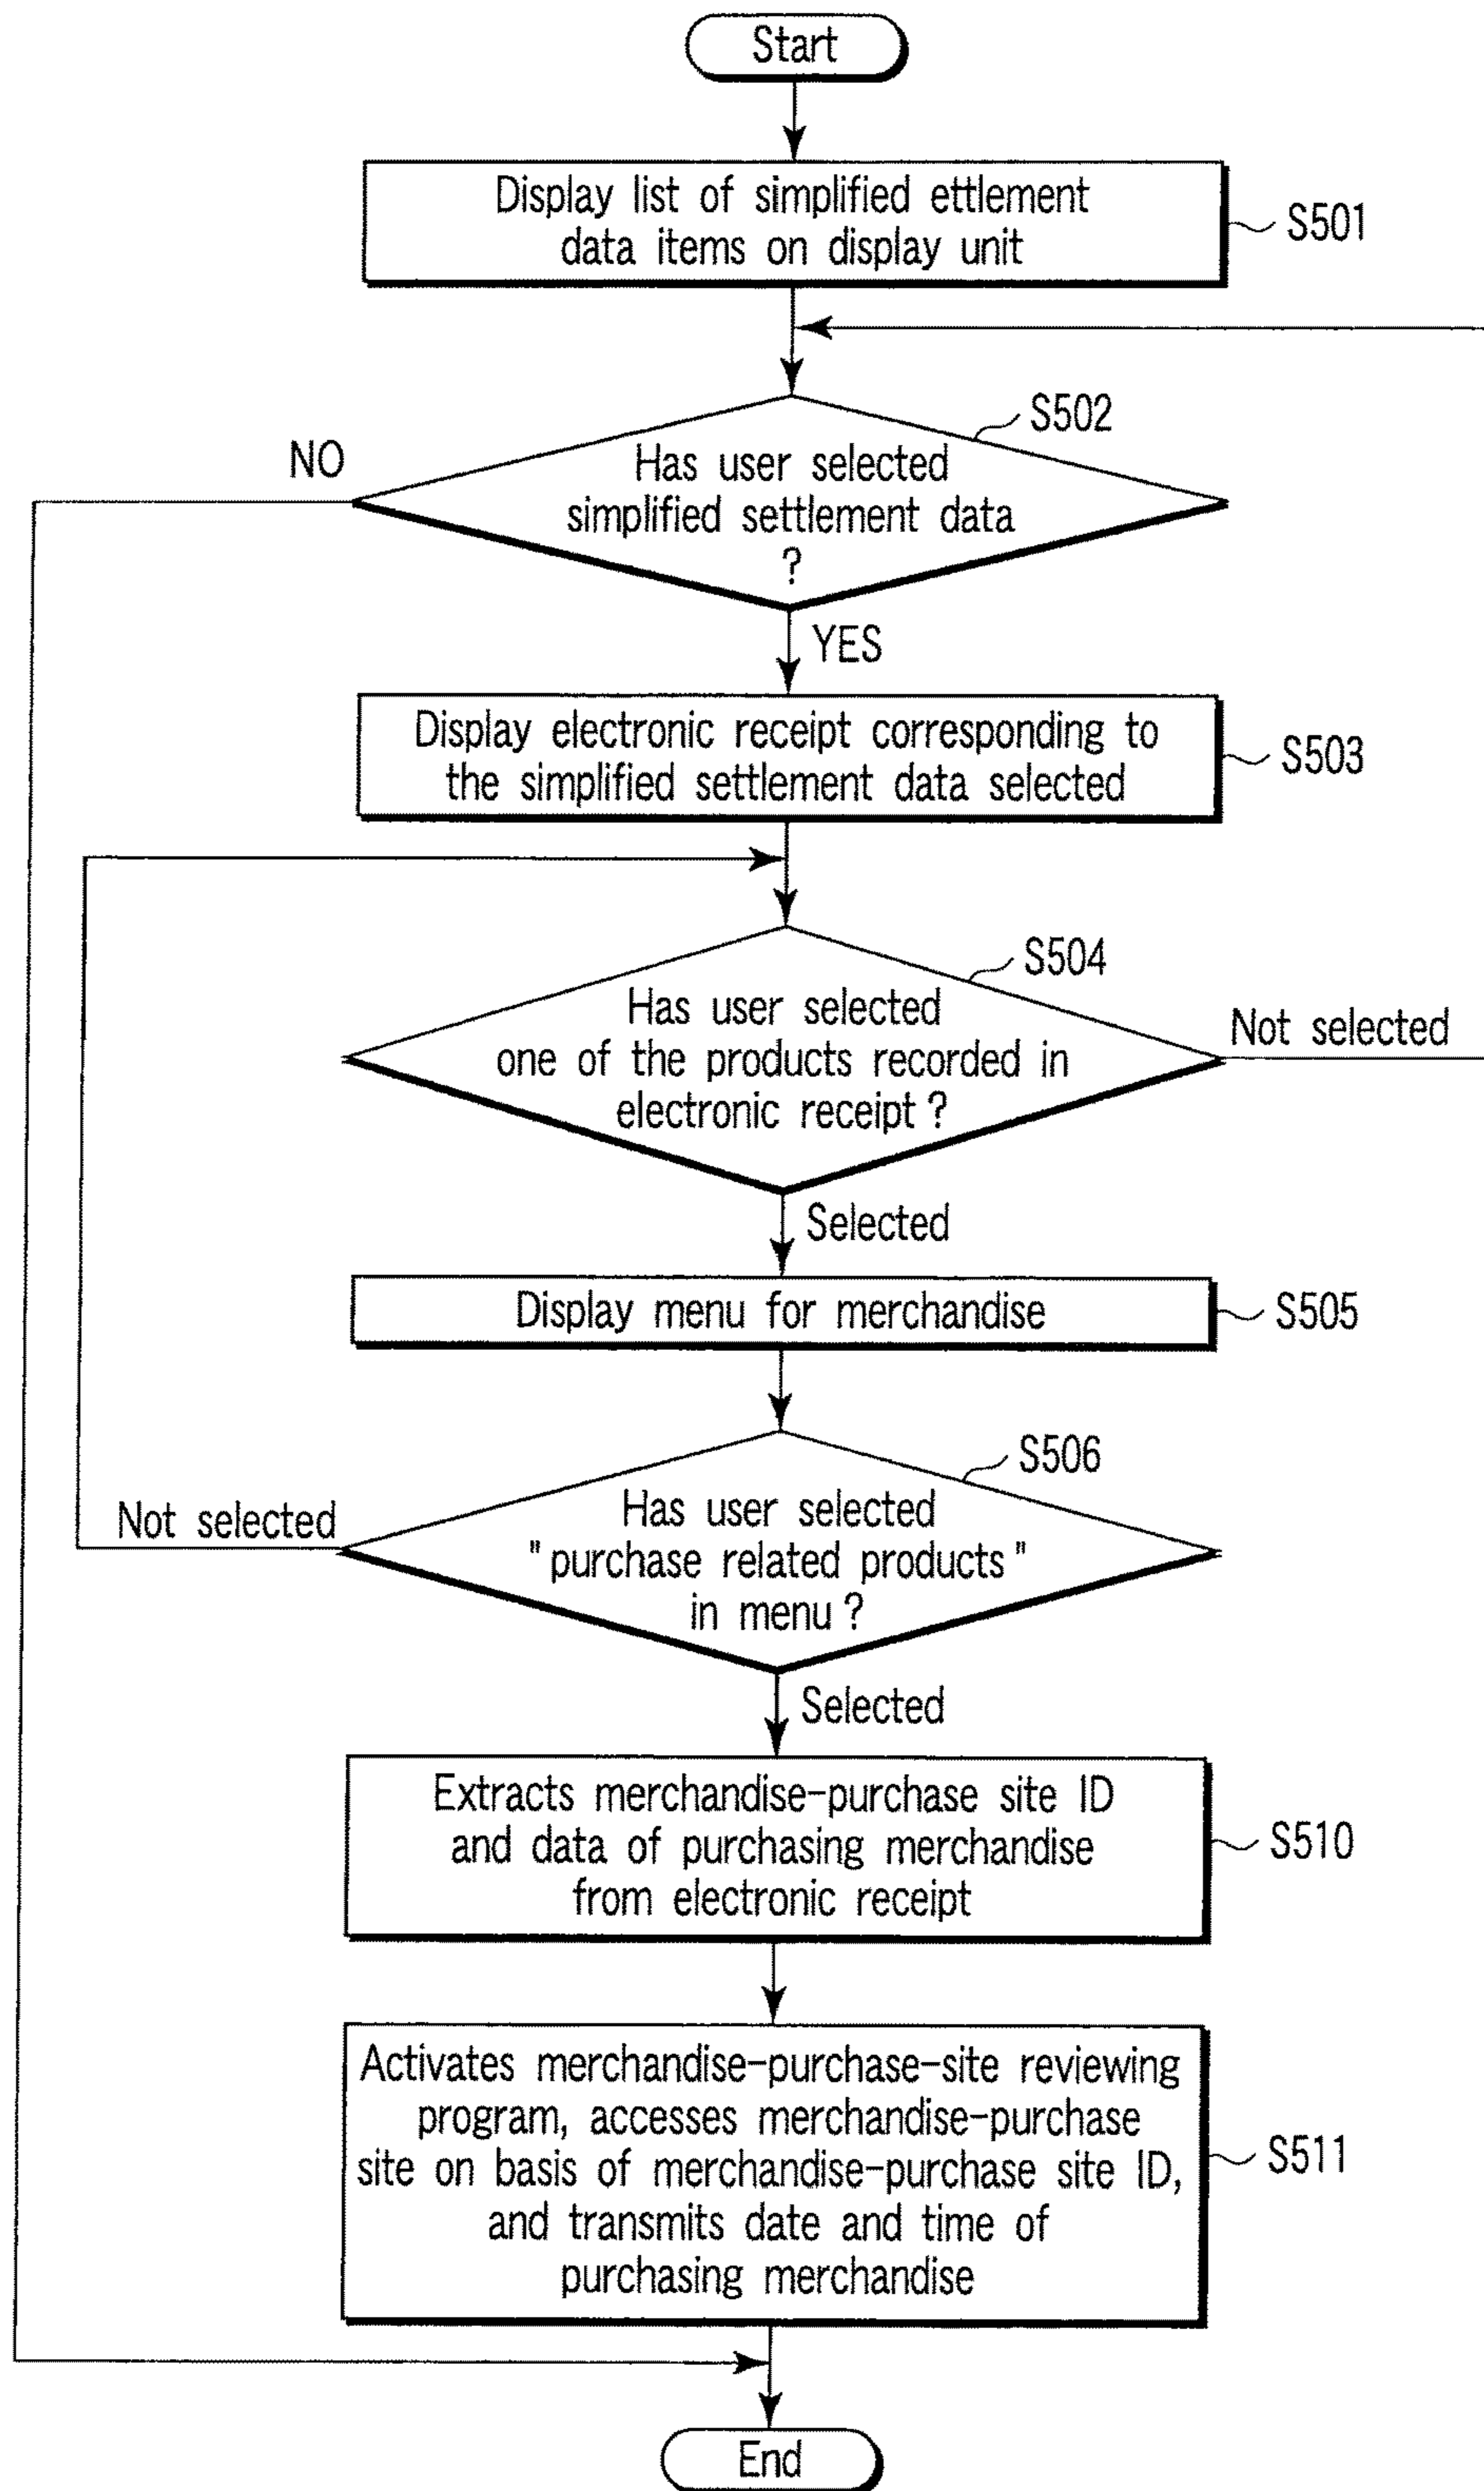 Start
Display list of simplified ettlement
data items on display unit
S501
S502
NO
Has user selected
simplified settlement data
?
YES
Display electronic receipt corresponding to
the simplified settlement data selected
S503
S504
Has user selected
one of the products recorded in
electronic receipt ?
Not selected
Selected
Display menu for merchandise
S505
S506
Not selected
Has user selected
"purchase related products"
in menu ?
Selected
Extracts merchandise-purchase site ID
and data of purchasing merchandise
from electronic receipt
S510
Activates merchandise-purchase-site reviewing
program, accesses merchandise-purchase
site on basis of merchandise-purchase site ID,
and transmits date and time of
purchasing merchandise
S511
End